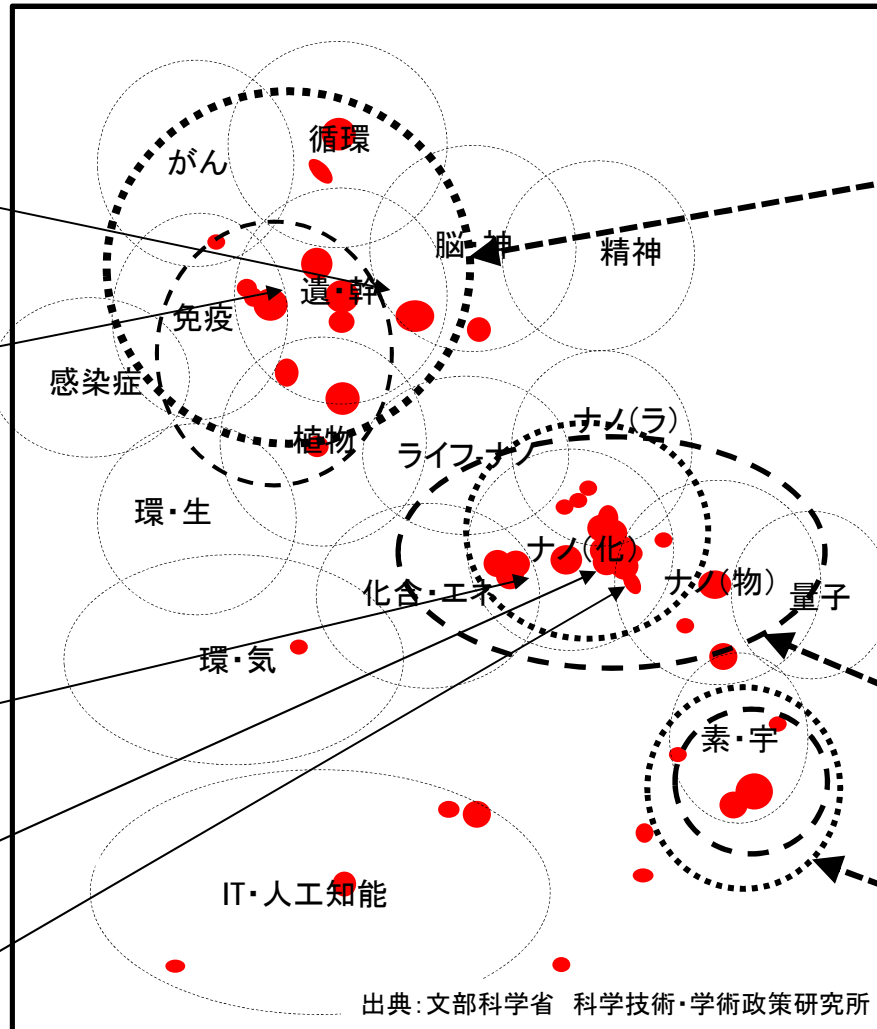 循環
がん
脳・神
精神
遺・幹
免疫
感染症
植物
ナノ(ラ)
ライフ・ナノ
環・生
ナノ(化)
化合・エネ
ナノ(物)
量子
環・気
素・宇
IT・人工知能
出典：文部科学省 科学技術・学術政策研究所